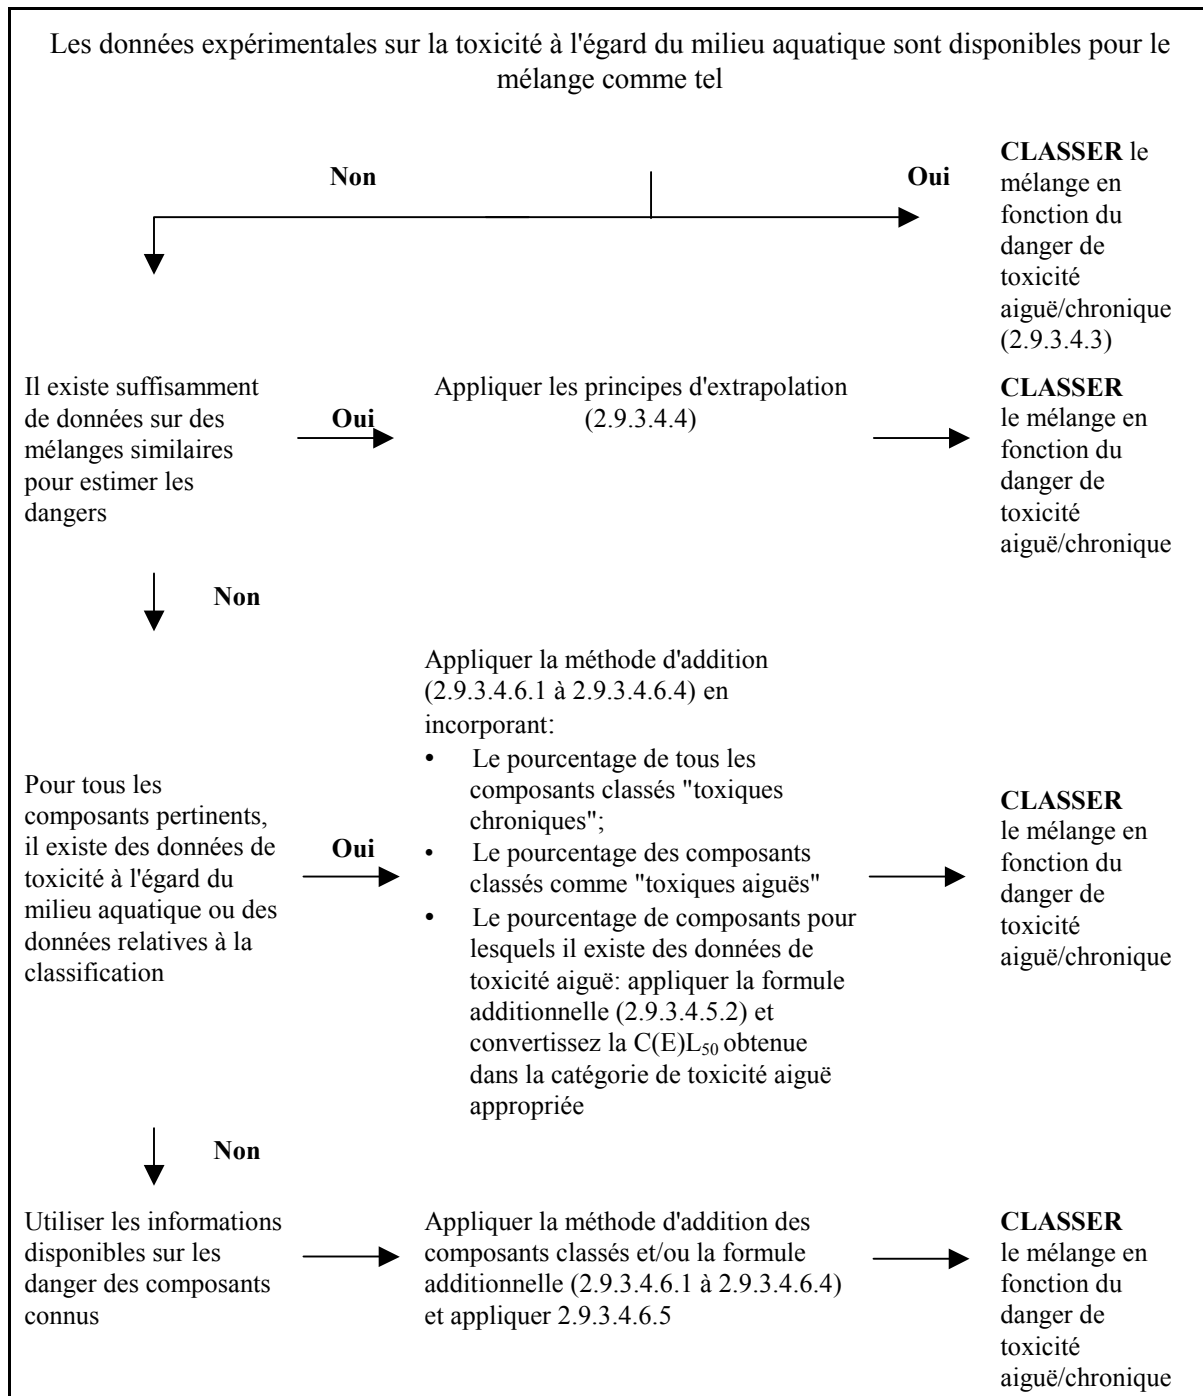 Les données expérimentales sur la toxicité à l'égard du milieu aquatique sont disponibles pour le
mélange comme tel
Non
Oui
CLASSER le
mélange en
fonction du
danger de
toxicité
aiguë/chronique
(2.9.3.4.3)
Il existe suffisamment
de données sur des
mélanges similaires
pour estimer les
dangers
Oui
Appliquer les principes d'extrapolation
(2.9.3.4.4)
CLASSER
le mélange en
fonction du
danger de
toxicité
aiguë/chronique
Non
Pour tous les
composants pertinents,
il existe des données de
toxicité à l'égard du
milieu aquatique ou des
données relatives à la
classification
Oui
Appliquer la méthode d'addition
(2.9.3.4.6.1 à 2.9.3.4.6.4) en
incorporant:
• Le pourcentage de tous les
composants classés "toxiques
chroniques";
• Le pourcentage des composants
classés comme "toxiques aiguës"
• Le pourcentage de composants pour
lesquels il existe des données de
toxicité aiguë: appliquer la formule
additionnelle (2.9.3.4.5.2) et
convertissez la C(E)L₅₀ obtenue
dans la catégorie de toxicité aiguë
appropriée
CLASSER
le mélange en
fonction du
danger de
toxicité
aiguë/chronique
Non
Utiliser les informations
disponibles sur les
danger des composants
connus
Appliquer la méthode d'addition des
composants classés et/ou la formule
additionnelle (2.9.3.4.6.1 à 2.9.3.4.6.4)
et appliquer 2.9.3.4.6.5
CLASSER
le mélange en
fonction du
danger de
toxicité
aiguë/chronique